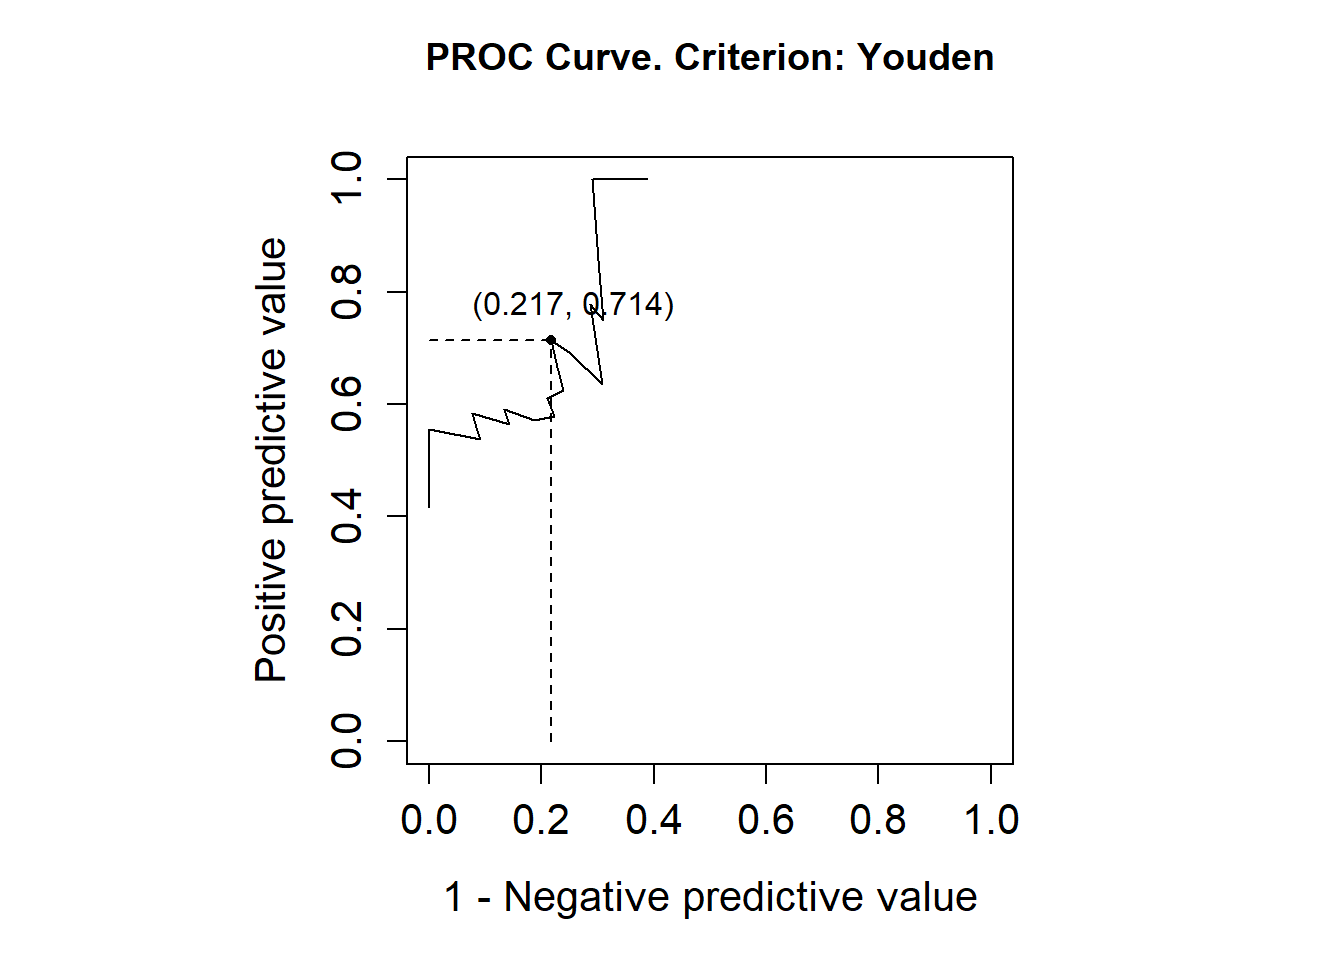 PROC Curve. Criterion: Youden
Positive predictive value
1.0
0.8
0.6
0.4
0.2
0.0
(0.217, 0.714)
0.0 0.2 0.4 0.6 0.8 1.0
1 - Negative predictive value